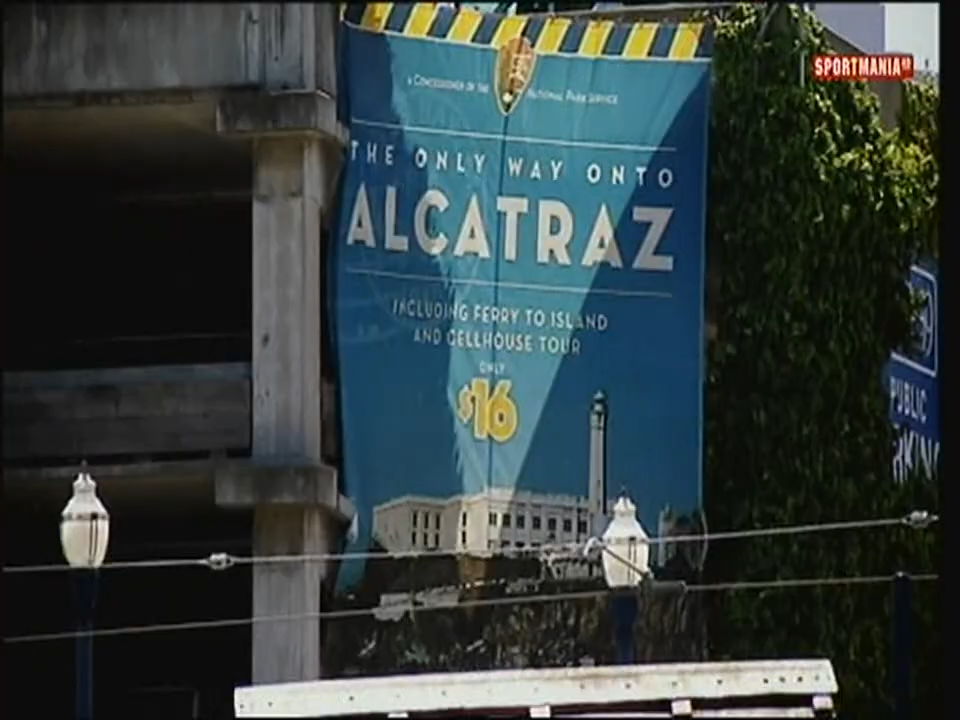 SPORTMANIA
A CONCESSIONER OF THE NATIONAL PARK SERVICE
THE ONLY WAY ONTO
ALCATRAZ
INCLUDING FERRY TO ISLAND
AND CELLHOUSE TOUR
ONLY
$16
PUBLIC